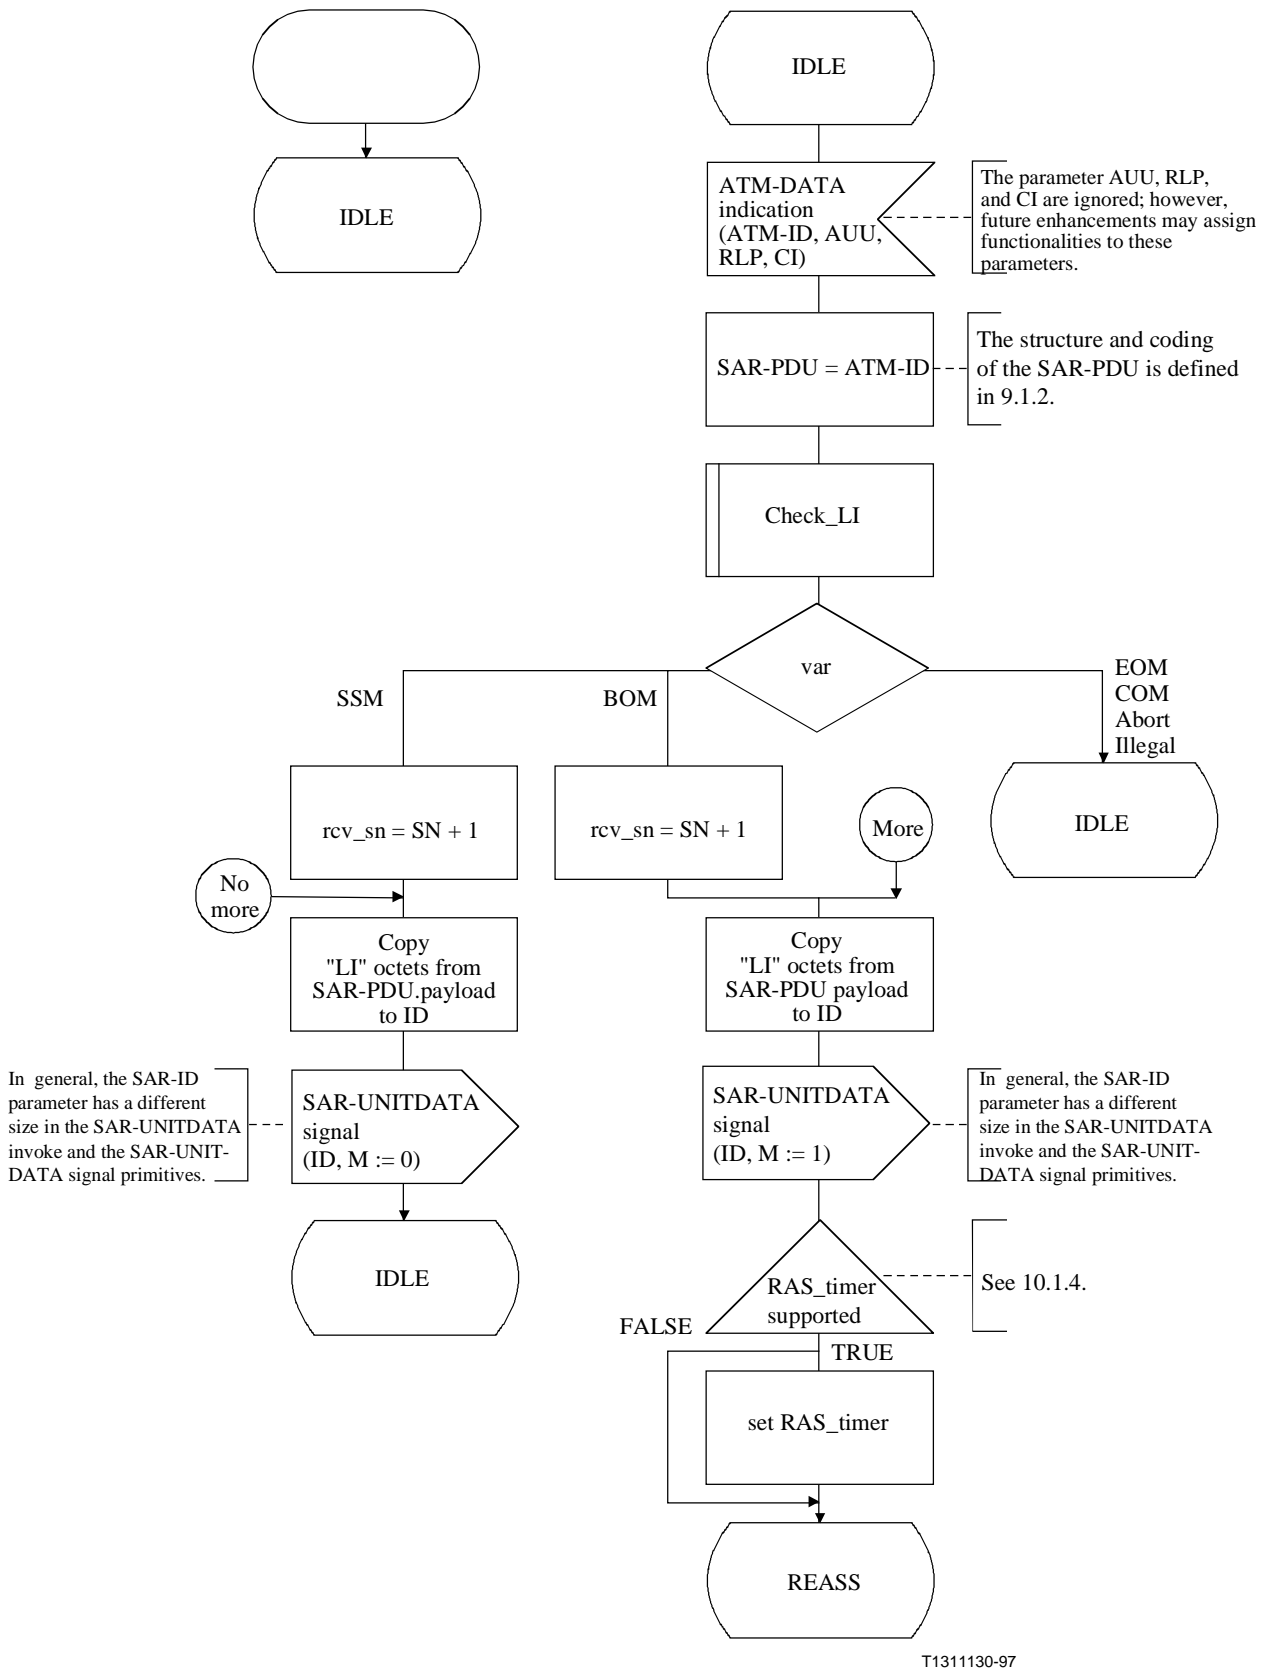 IDLE
IDLE
ATM-DATA
indication
(ATM-ID, AUU,
RLP, CI)
The parameter AUU, RLP,
and CI are ignored; however,
future enhancements may assign
functionalities to these
parameters.
SAR-PDU = ATM-ID
The structure and coding
of the SAR-PDU is defined
in 9.1.2.
Check_LI
var
SSM
BOM
EOM
COM
Abort
Illegal
rcv_sn = SN + 1
rcv_sn = SN + 1
More
IDLE
No
more
Copy
"LI" octets from
SAR-PDU.payload
to ID
Copy
"LI" octets from
SAR-PDU payload
to ID
In general, the SAR-ID
parameter has a different
size in the SAR-UNITDATA
invoke and the SAR-UNIT-
DATA signal primitives.
SAR-UNITDATA
signal
(ID, M := 0)
SAR-UNITDATA
signal
(ID, M := 1)
In general, the SAR-ID
parameter has a different
size in the SAR-UNITDATA
invoke and the SAR-UNIT-
DATA signal primitives.
IDLE
RAS_timer
supported
See 10.1.4.
FALSE
TRUE
set RAS_timer
REASS
T1311130-97